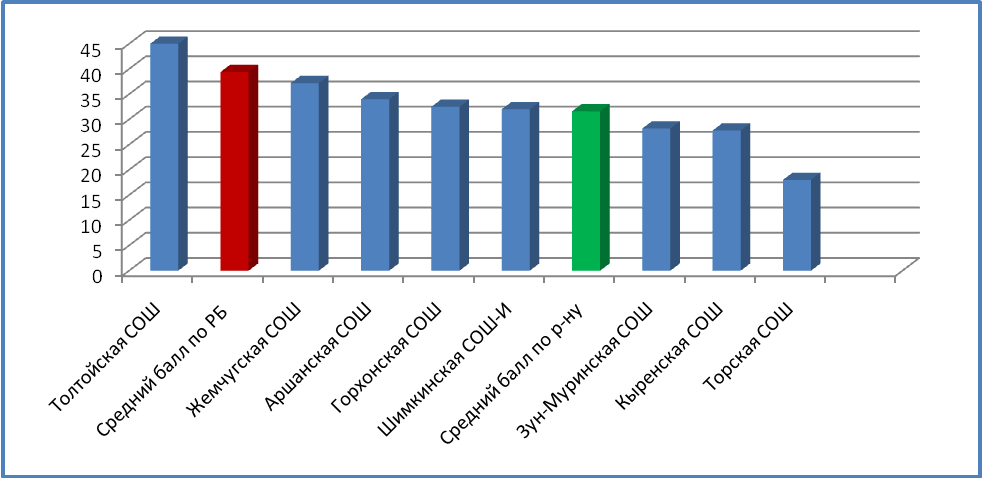 45
40
35
30
25
20
15
10
5
0
Толтойская СОШ
Средний балл по РБ
Жемчугская СОШ
Аршанская СОШ
Горхонская СОШ
Шимкинская СОШ-И
Средний балл по р-ну
Зун-Муринская СОШ
Кыренская СОШ
Торская СОШ